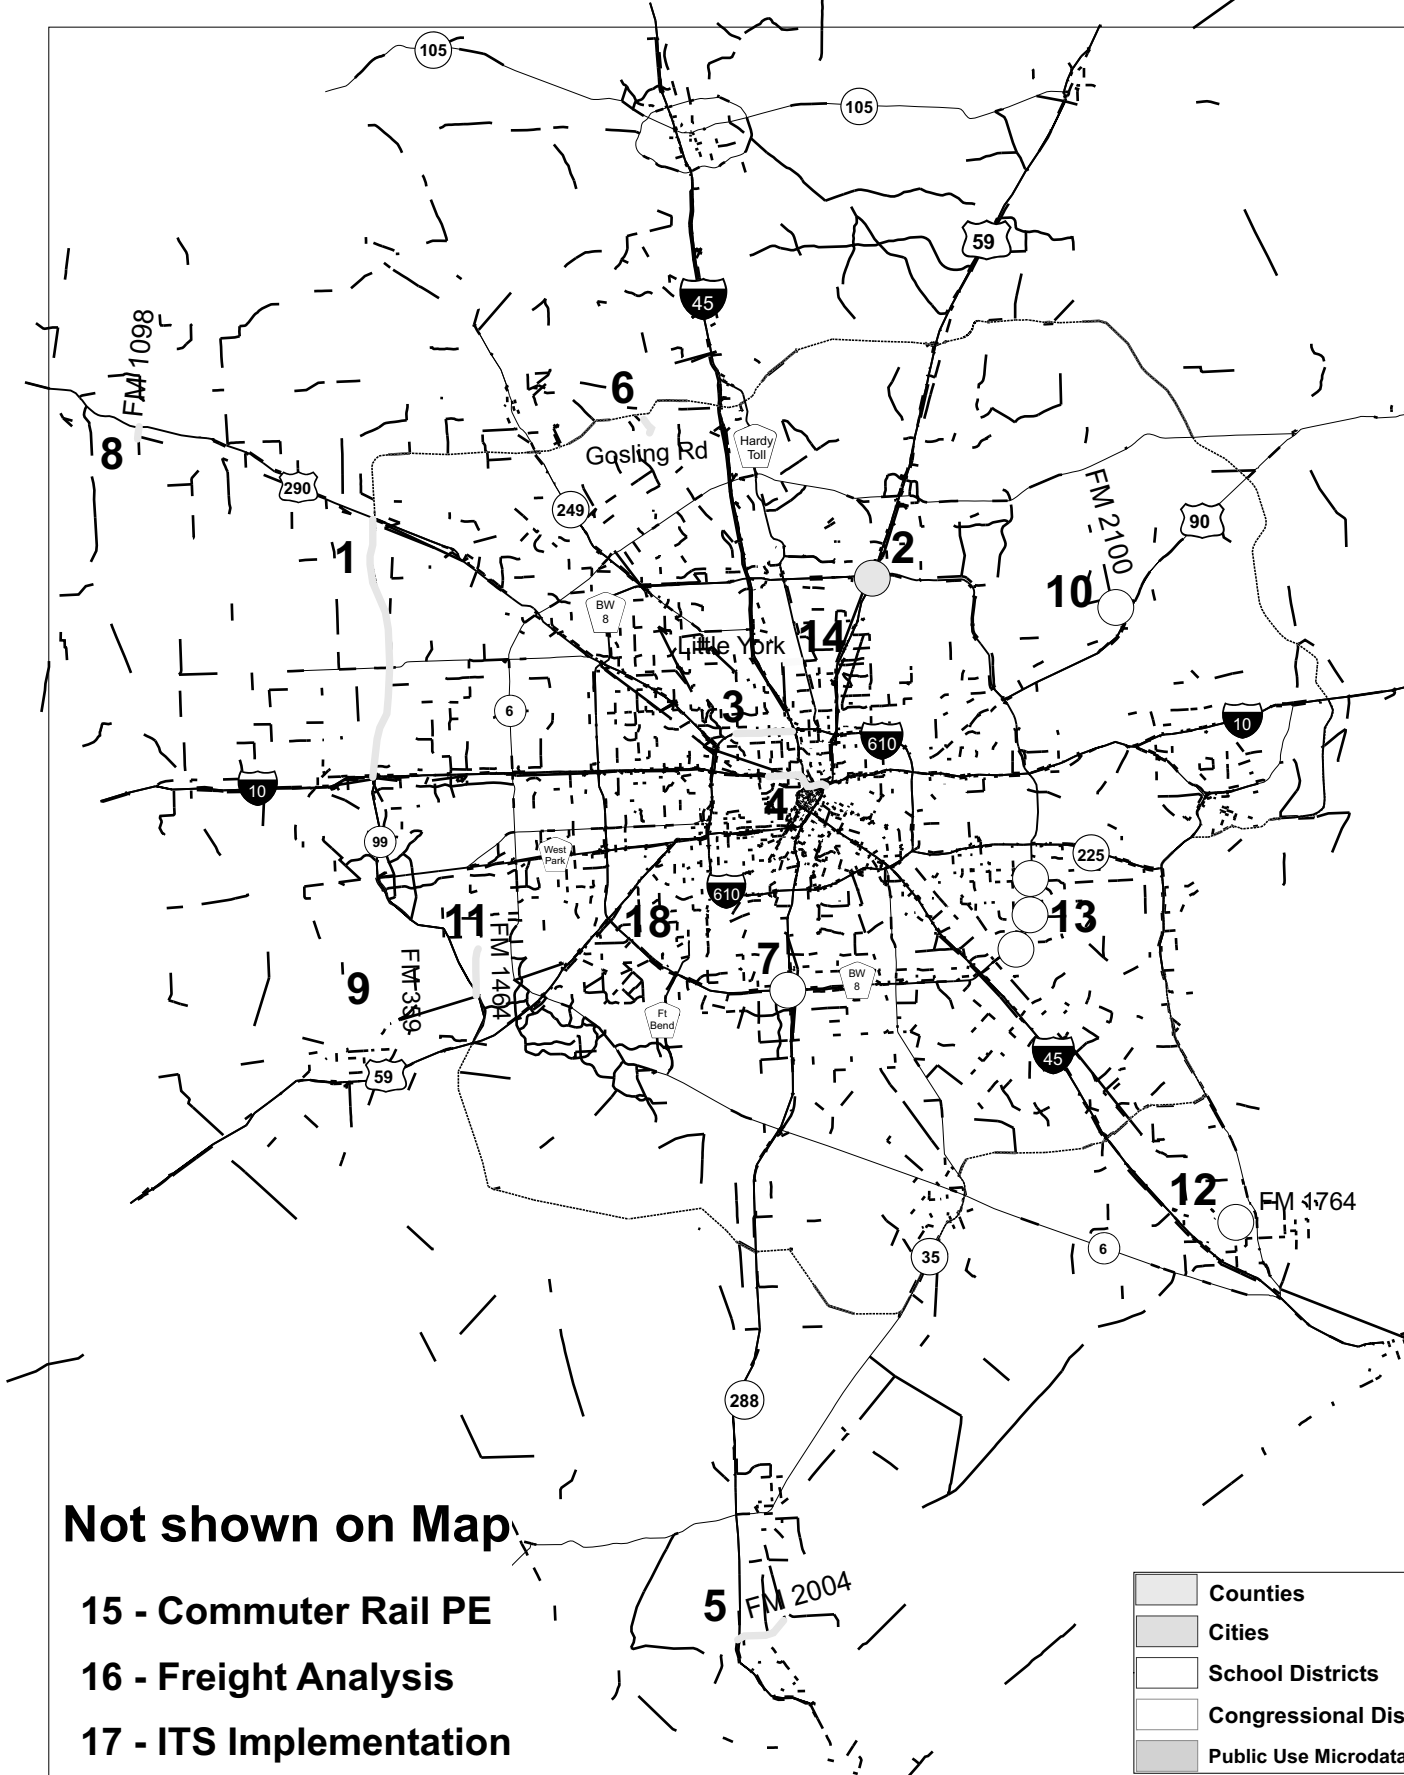 105
105
59
45
FM 1098
6
Hardy
Toll
Gosling Rd
8
290
249
FM 2100
90
1
2
10
BW
8
14
Little York
6
3
610
10
10
4
99
West
Park
225
610
11
18
13
FM 1464
7
FM 359
9
BW
8
Ft
Bend
45
59
12
FM 1764
6
35
288
Not shown on Map
15 - Commuter Rail PE
16 - Freight Analysis
17 - ITS Implementation
5
FM 2004
Counties
Cities
School Districts
Congressional Dis
Public Use Microdata